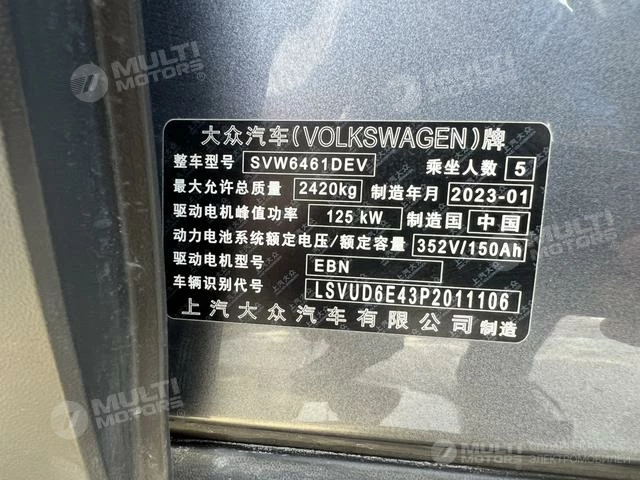 大众汽车(VOLKSWAGEN)牌
整车型号 SVW6461DEV 乘坐人数 5
最大允许总质量 2420kg 制造年月 2023-01
驱动电机峰值功率 125 kW 制造国 中国
动力电池系统额定电压/额定容量 352V/150Ah
驱动电机型号 EBN
车辆识别代号 LSVUD6E43P2011106
上汽大众汽车有限公司 制造
MULTI MOTORS®
MULTI MOTORS®
MULTI MOTORS®
MULTI MOTORS